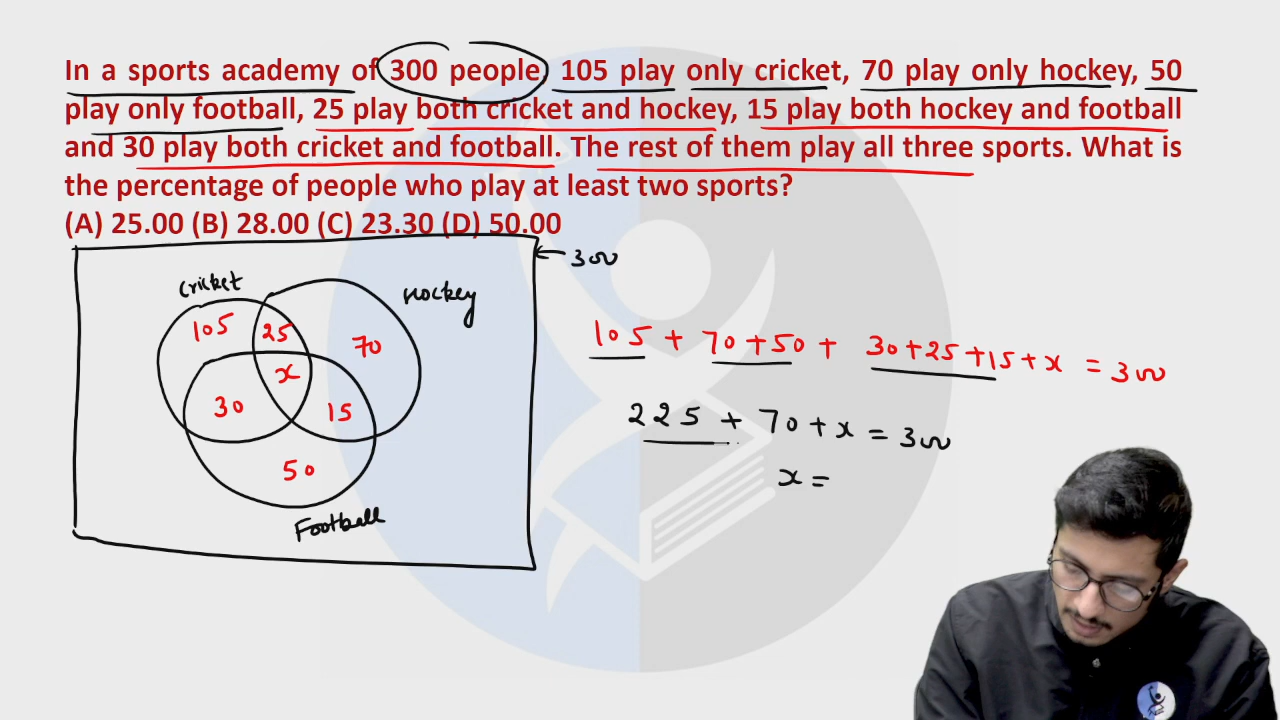 In a sports academy of 300 people, 105 play only cricket, 70 play only hockey, 50
play only football, 25 play both cricket and hockey, 15 play both hockey and football
and 30 play both cricket and football. The rest of them play all three sports. What is
the percentage of people who play at least two sports?
(A) 25.00 (B) 28.00 (C) 23.30 (D) 50.00
300
cricket
Hockey
105
25
70
x
30
15
50
Football
105 + 70+50 + 30+25+15+x = 300
225 + 70+x = 300
x =